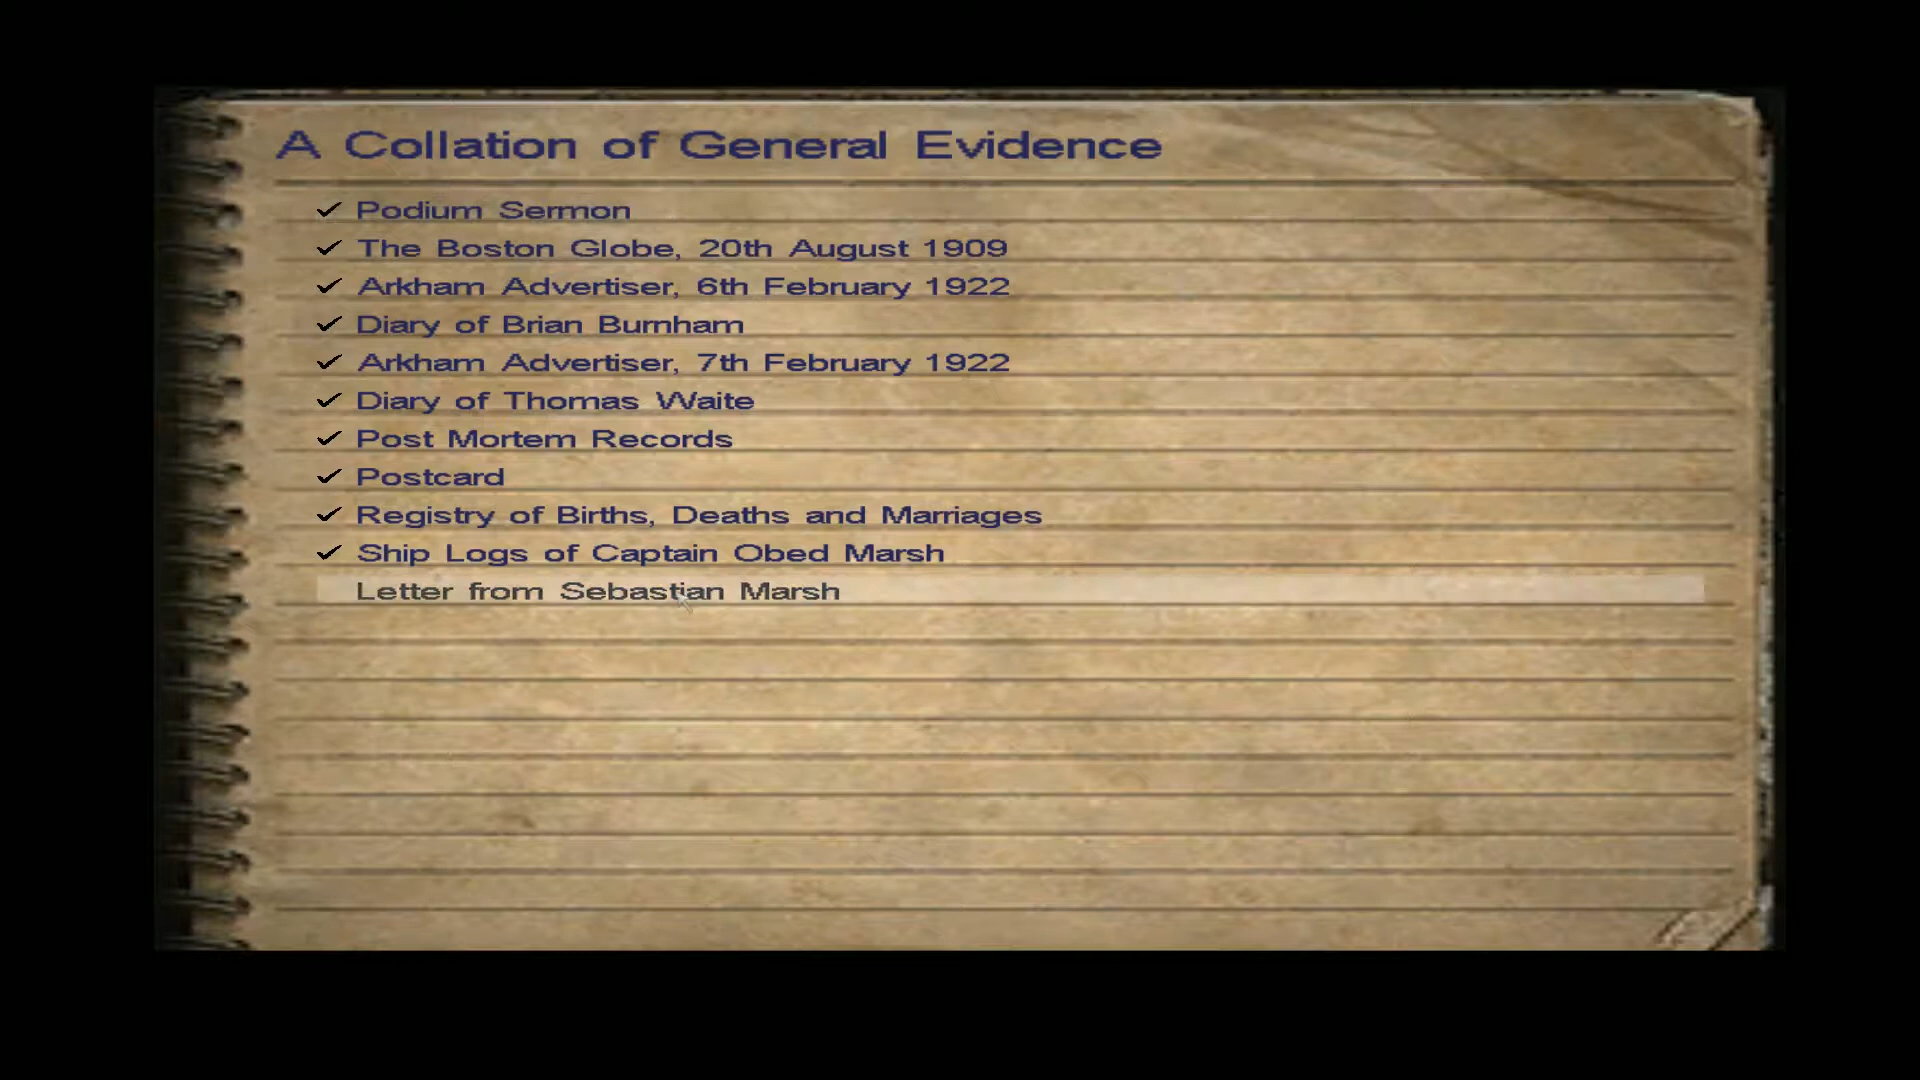 A Collation of General Evidence
Podium Sermon
The Boston Globe, 20th August 1909
Arkham Advertiser, 6th February 1922
Diary of Brian Burnham
Arkham Advertiser, 7th February 1922
Diary of Thomas Waite
Post Mortem Records
Postcard
Registry of Births, Deaths and Marriages
Ship Logs of Captain Obed Marsh
Letter from Sebastian Marsh